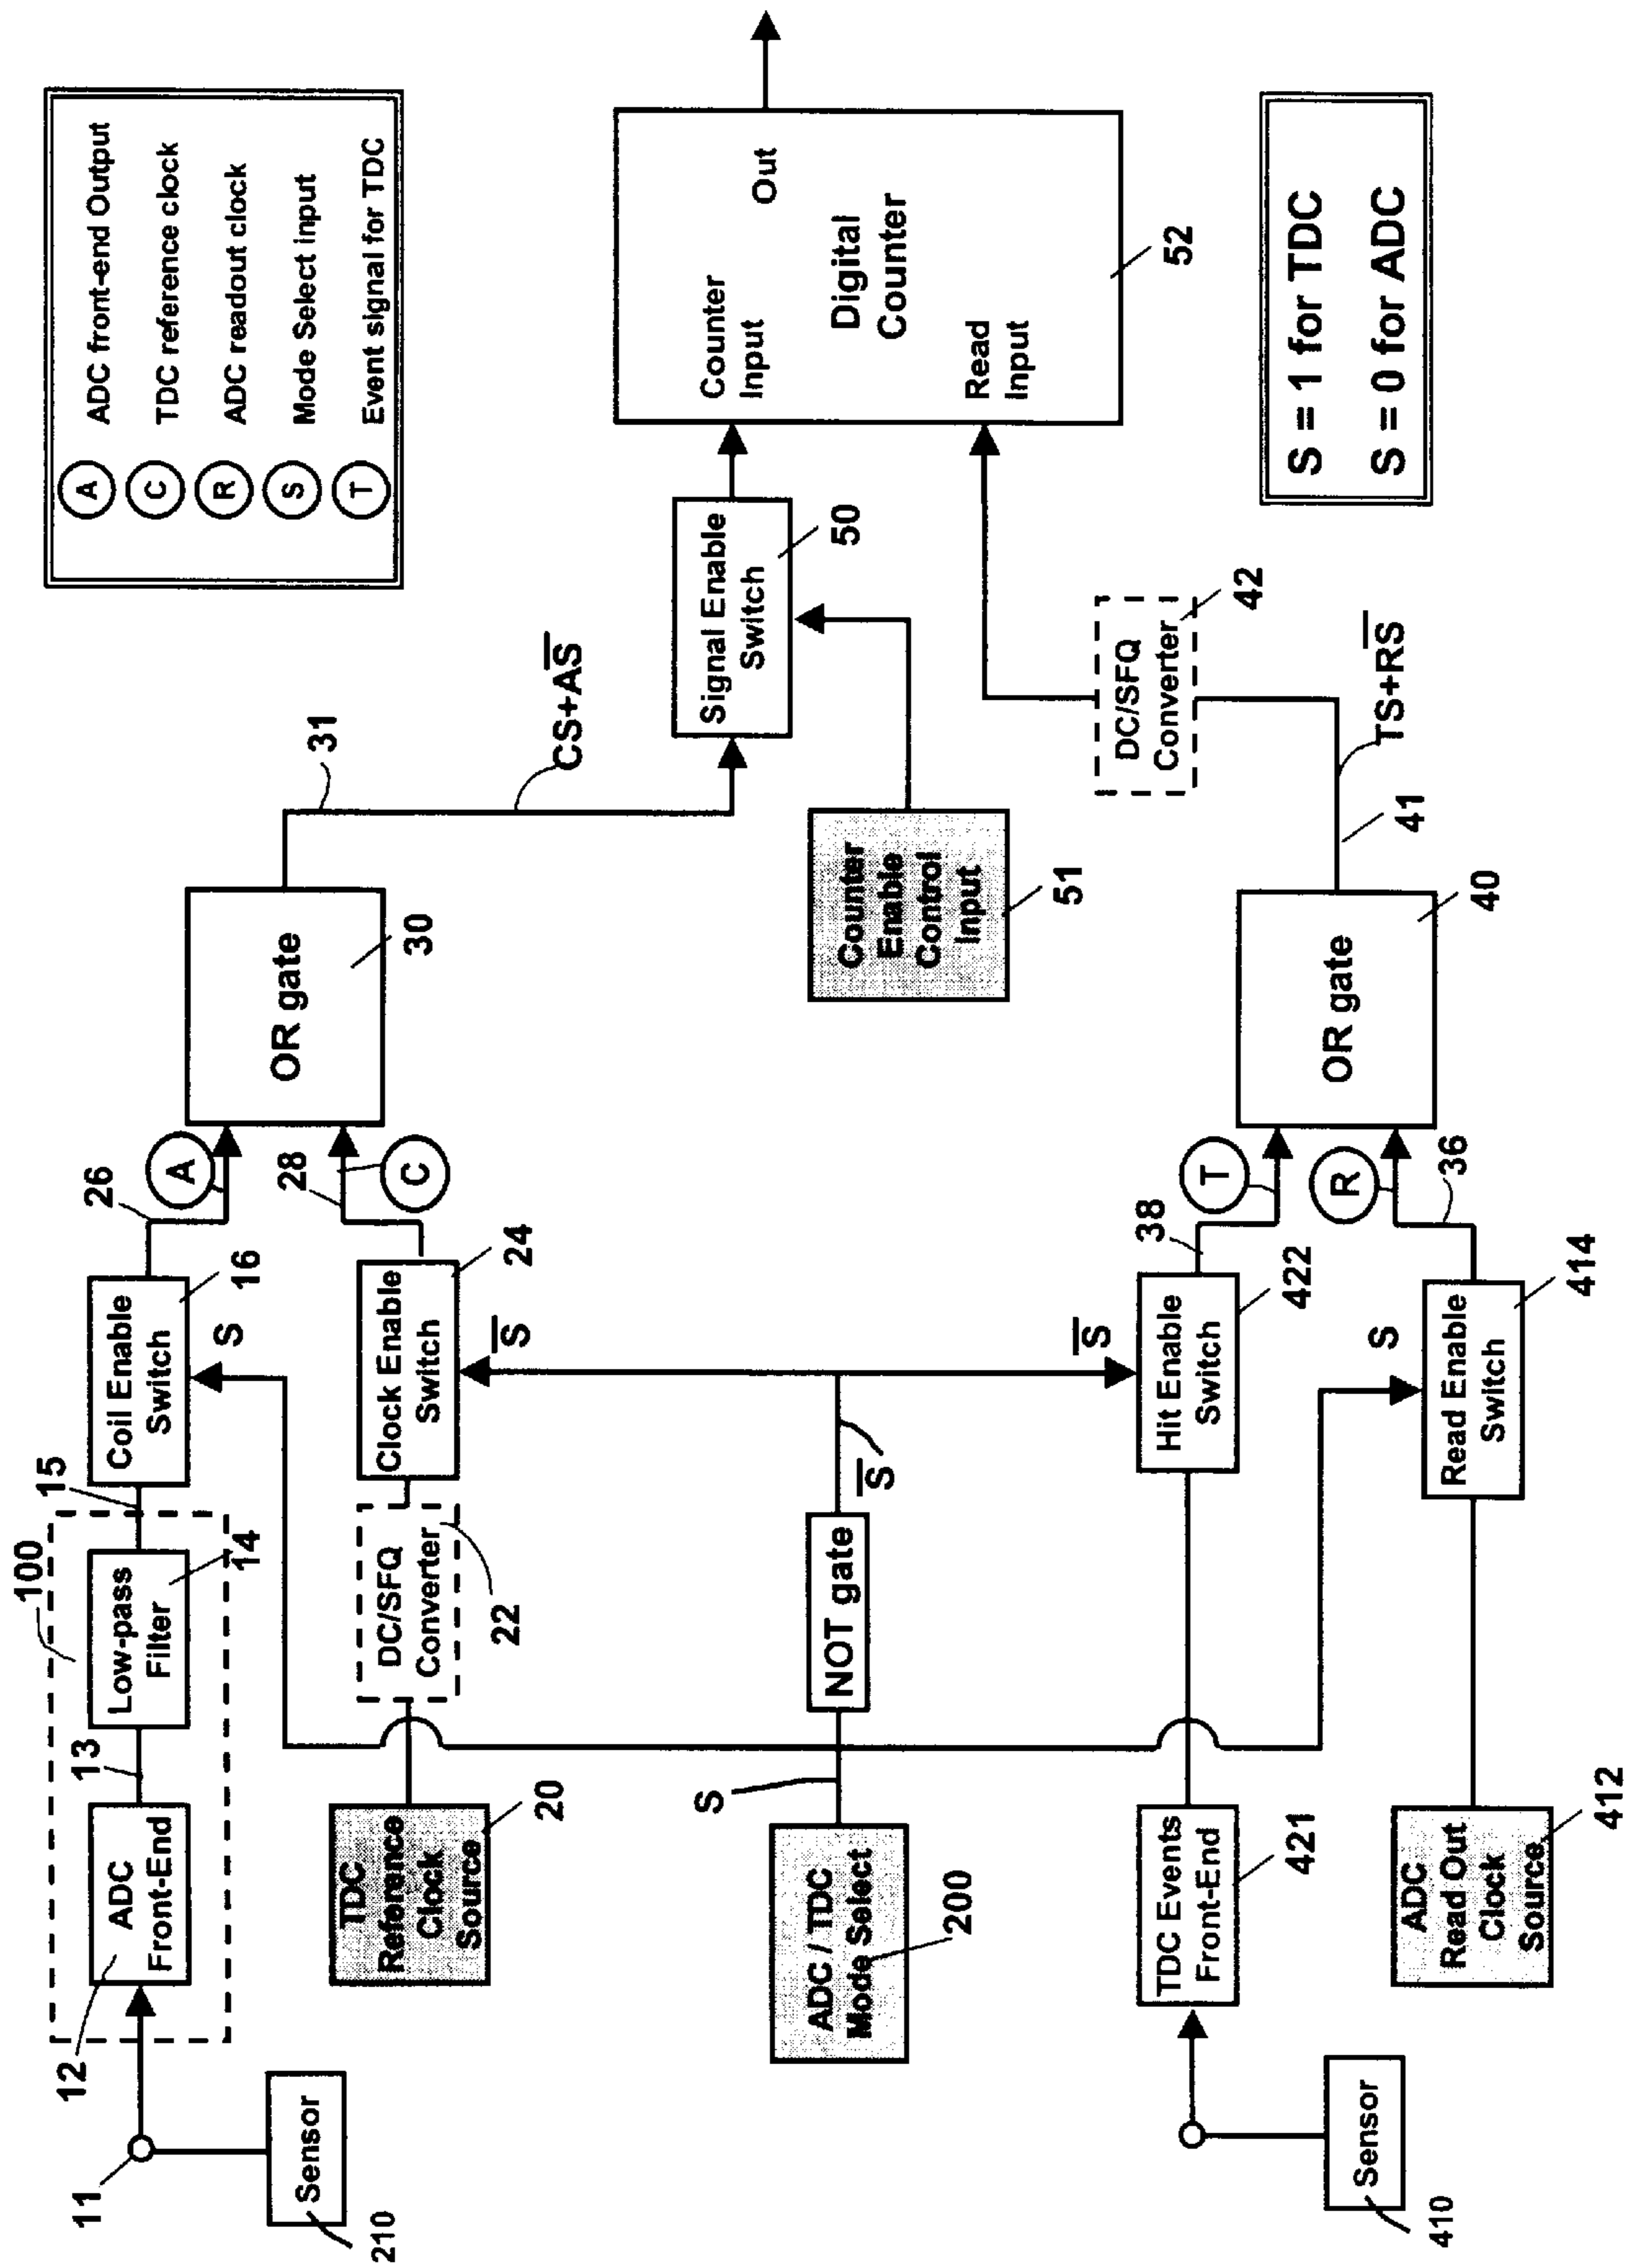 A ADC front-end Output
C TDC reference clock
R ADC readout clock
S Mode Select input
T Event signal for TDC
11
Sensor
210
12
ADC
Front-End
13
100
Low-pass
Filter
14
15
Coil Enable
Switch
16
S
26
A
TDC
Reference
Clock
Source
20
DC/SFQ
Converter
22
Clock Enable
Switch
24
S̅
28
C
OR gate
30
31
CS+AS̅
ADC / TDC
Mode Select
200
S
NOT gate
S̅
Counter
Enable
Control
Input
51
Signal Enable
Switch
50
Counter
Input
Out
Digital
Counter
Read
Input
52
Sensor
410
TDC Events
Front-End
421
S̅
Hit Enable
Switch
422
38
T
ADC
Read Out
Clock
Source
412
S
Read Enable
Switch
414
36
R
OR gate
40
41
TS+RS̅
DC/SFQ
Converter
42
S = 1 for TDC
S = 0 for ADC